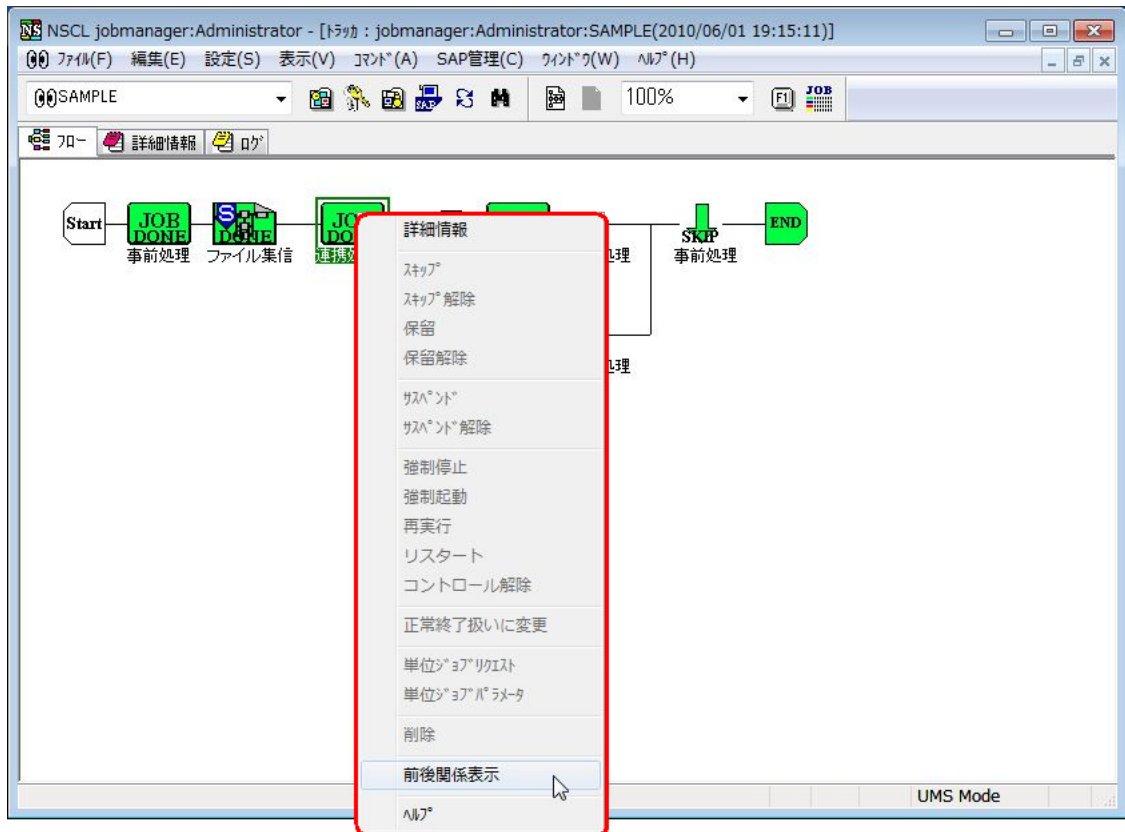 NSCL jobmanager:Administrator - [ﾄﾗｯｶ : jobmanager:Administrator:SAMPLE(2010/06/01 19:15:11)]
ﾌｧｲﾙ(F) 編集(E) 設定(S) 表示(V) ｺﾏﾝﾄﾞ(A) SAP管理(C) ｳｨﾝﾄﾞｳ(W) ﾍﾙﾌﾟ(H)
SAMPLE SAP 100% F1 JOB
フロー 詳細情報 ログ
Start JOB DONE DONE SKIP END
事前処理 ファイル集信 事前処理
詳細情報
ｽｷｯﾌﾟ
ｽｷｯﾌﾟ解除
保留
保留解除
ｻｽﾍﾟﾝﾄﾞ
ｻｽﾍﾟﾝﾄﾞ解除
強制停止
強制起動
再実行
リスタート
コントロール解除
正常終了扱いに変更
単位ｼﾞｮﾌﾞﾘｸｴｽﾄ
単位ｼﾞｮﾌﾞﾊﾟﾗﾒｰﾀ
削除
前後関係表示
ﾍﾙﾌﾟ
UMS Mode